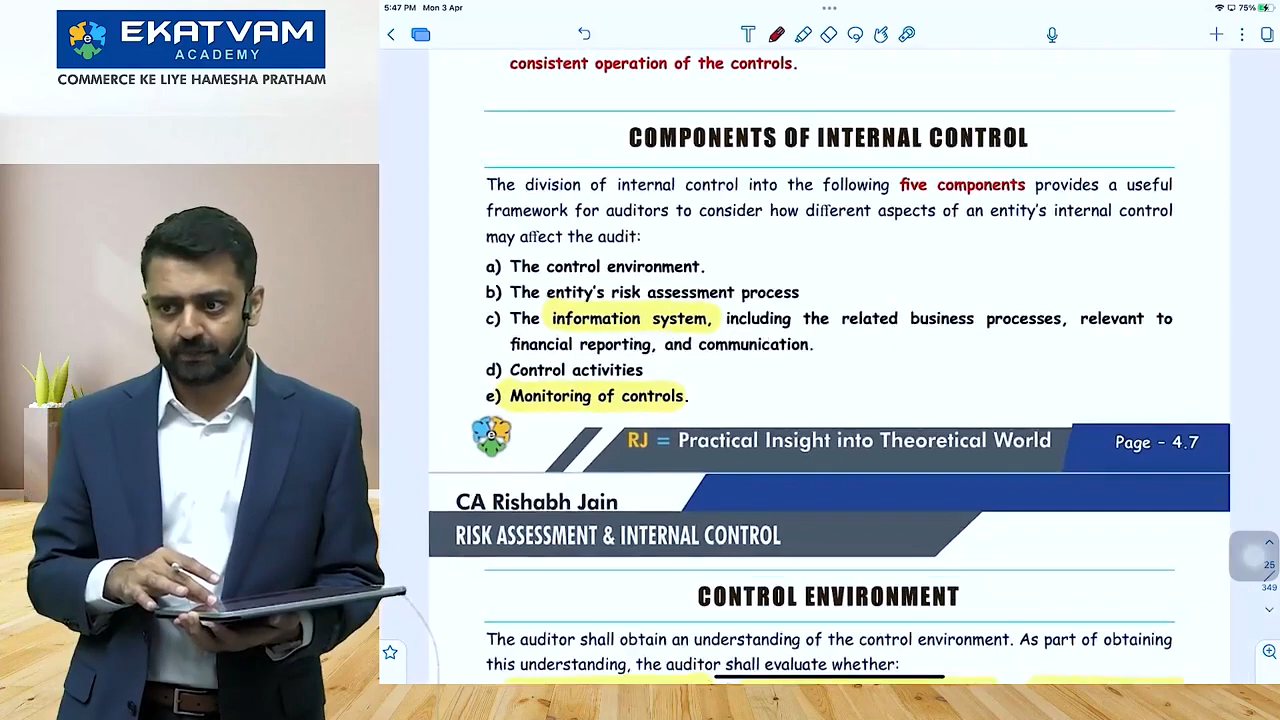 EKATVAM
ACADEMY
COMMERCE KE LIYE HAMESHA PRATHAM
5:47 PM Mon 3 Apr
75%
consistent operation of the controls.
COMPONENTS OF INTERNAL CONTROL
The division of internal control into the following five components provides a useful
framework for auditors to consider how different aspects of an entity's internal control
may affect the audit:
a) The control environment.
b) The entity's risk assessment process
c) The information system, including the related business processes, relevant to
financial reporting, and communication.
d) Control activities
e) Monitoring of controls.
RJ = Practical Insight into Theoretical World
Page - 4.7
CA Rishabh Jain
RISK ASSESSMENT & INTERNAL CONTROL
25
349
CONTROL ENVIRONMENT
The auditor shall obtain an understanding of the control environment. As part of obtaining
this understanding, the auditor shall evaluate whether: